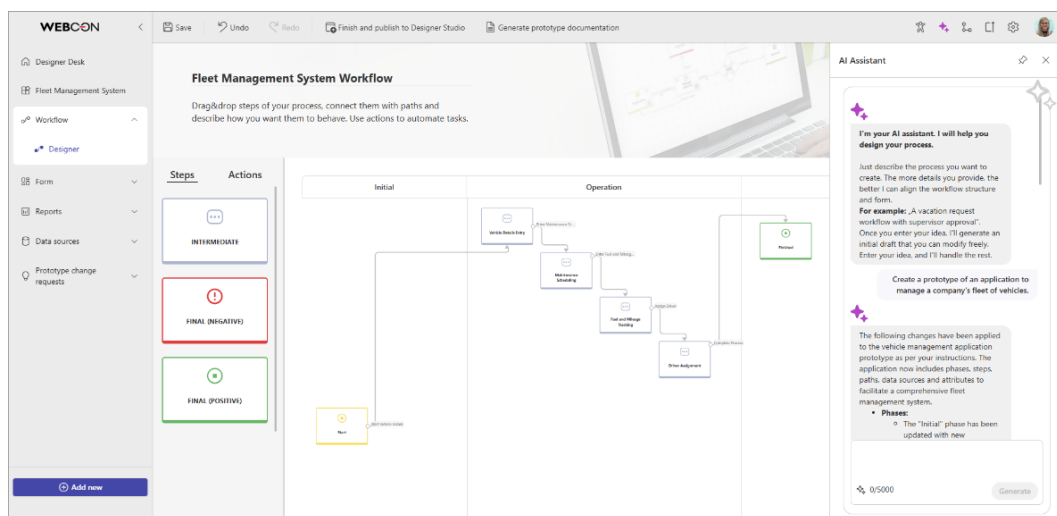 WEBCON
Save
Undo
Redo
Finish and publish to Designer Studio
Generate prototype documentation
Designer Desk
Fleet Management System
Workflow
Designer
Form
Reports
Data sources
Prototype change
requests
Add new
Fleet Management System Workflow
Drag&drop steps of your process, connect them with paths and
describe how you want them to behave. Use actions to automate tasks.
Steps
Actions
INTERMEDIATE
FINAL (NEGATIVE)
FINAL (POSITIVE)
Initial
Operation
Start
Vehicle Details Entry
Maintenance
Scheduling
Fuel and Mileage
Tracking
Assign Driver
Driver Assignment
Complete Process
Finished
AI Assistant
I'm your AI assistant. I will help you
design your process.
Just describe the process you want to
create. The more details you provide, the
better I can align the workflow structure
and form.
For example: „A vacation request
workflow with supervisor approval”.
Once you enter your idea, I'll generate an
initial draft that you can modify freely.
Enter your idea, and I'll handle the rest.
Create a prototype of an application to
manage a company's fleet of vehicles.
The following changes have been applied
to the vehicle management application
prototype as per your instructions. The
application now includes phases, steps,
paths, data sources and attributes to
facilitate a comprehensive fleet
management system.
• Phases:
○ The "Initial" phase has been
updated with new
0/5000
Generate